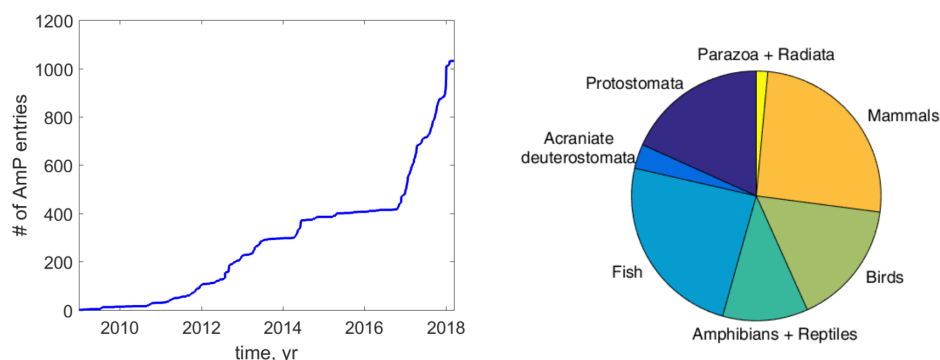 # of AmP entries
1200
1000
800
600
400
200
0
2010
2012
2014
2016
2018
time, yr
Parazoa + Radiata
Protostomata
Mammals
Acraniate
deuterostomata
Fish
Birds
Amphibians + Reptiles